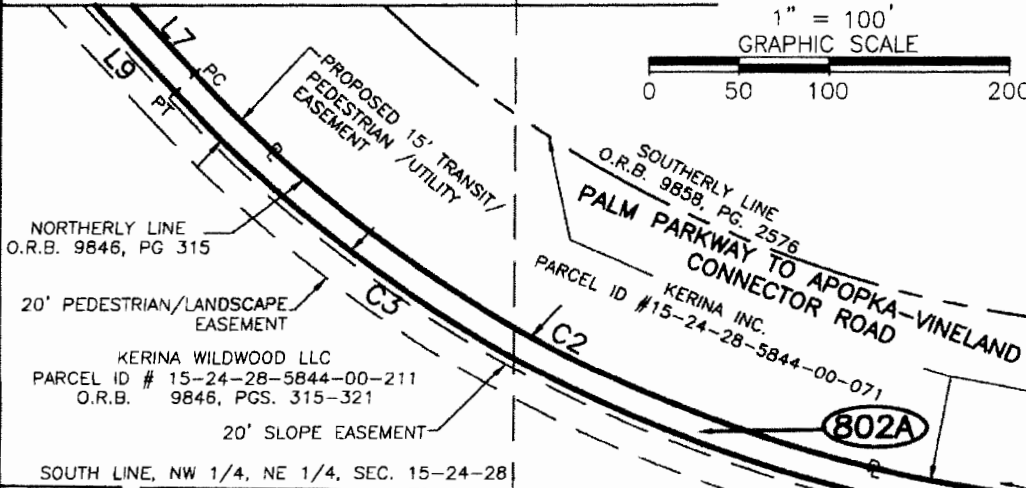 1" = 100'
GRAPHIC SCALE
0 50 100 200
L7
L9
PC
PT
PROPOSED 15' TRANSIT/
PEDESTRIAN /UTILITY
EASEMENT
PL
SOUTHERLY LINE
O.R.B. 9858, PG. 2576
PALM PARKWAY TO APOPKA-VINELAND
CONNECTOR ROAD
NORTHERLY LINE
O.R.B. 9846, PG 315
KERINA INC.
PARCEL ID #15-24-28-5844-00-071
20' PEDESTRIAN/LANDSCAPE
EASEMENT
C3
C2
KERINA WILDWOOD LLC
PARCEL ID # 15-24-28-5844-00-211
O.R.B. 9846, PGS. 315-321
802A
20' SLOPE EASEMENT
PL
SOUTH LINE, NW 1/4, NE 1/4, SEC. 15-24-28